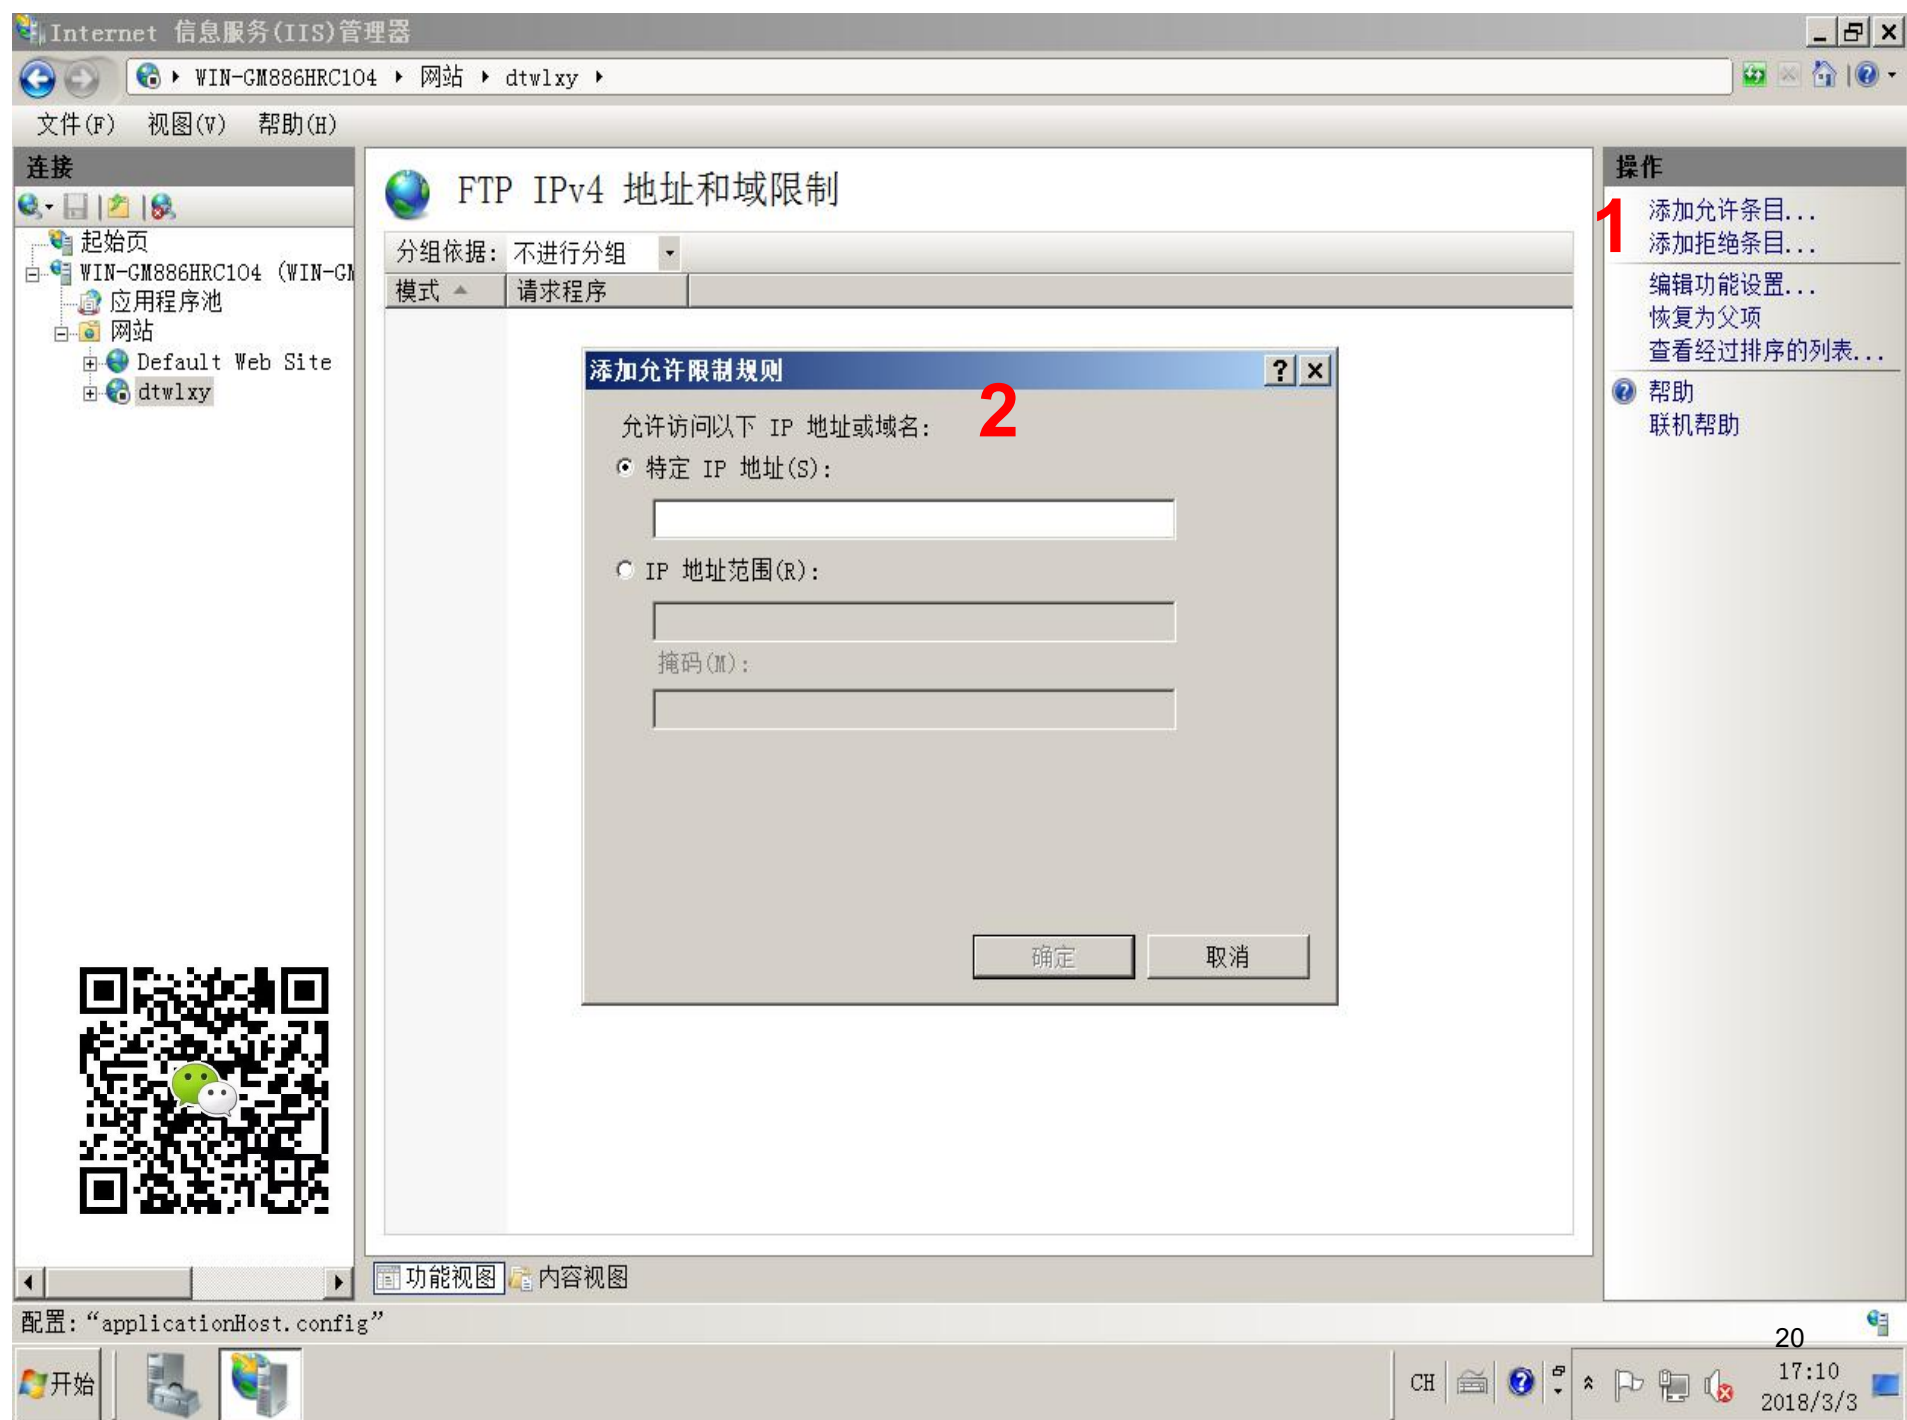 Internet 信息服务(IIS)管理器
WIN-GM886HRC1O4 网站 dtwlxy
文件(F) 视图(V) 帮助(H)
连接
起始页
WIN-GM886HRC1O4 (WIN-GM
应用程序池
网站
Default Web Site
dtwlxy
FTP IPv4 地址和域限制
分组依据: 不进行分组
模式 请求程序
添加允许限制规则
2
允许访问以下 IP 地址或域名:
特定 IP 地址(S):
IP 地址范围(R):
掩码(M):
确定 取消
功能视图 内容视图
操作
1
添加允许条目...
添加拒绝条目...
编辑功能设置...
恢复为父项
查看经过排序的列表...
帮助
联机帮助
配置: “applicationHost.config”
20
开始
CH
17:10
2018/3/3